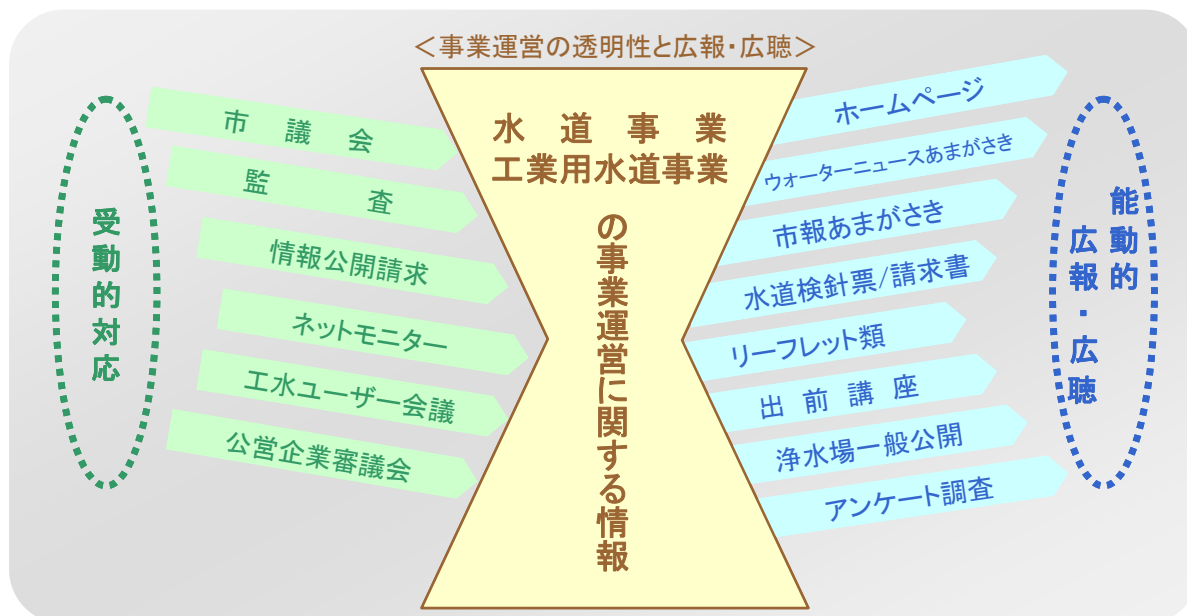 ＜事業運営の透明性と広報・広聴＞
受動的対応
市議会
監査
情報公開請求
ネットモニター
工水ユーザー会議
公営企業審議会
水道事業
工業用水道事業
の事業運営に関する情報
ホームページ
ウォーターニュースあまがさき
市報あまがさき
水道検針票/請求書
リーフレット類
出前講座
浄水場一般公開
アンケート調査
能動的
広報・広聴